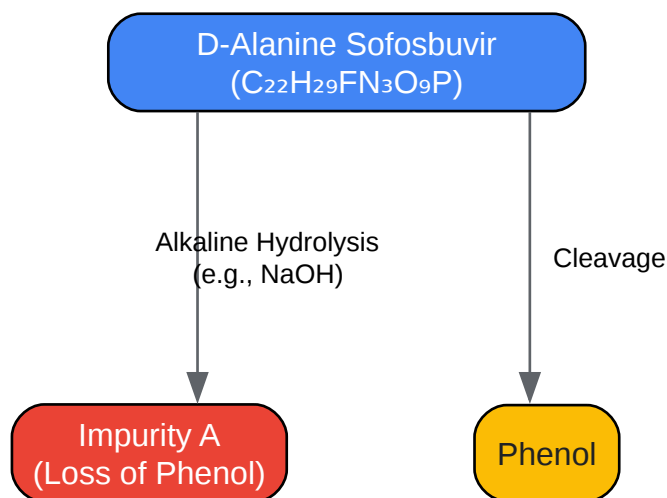 D-Alanine Sofosbuvir
(C₂₂H₂₉FN₃O₉P)
Alkaline Hydrolysis
(e.g., NaOH)
Cleavage
Impurity A
(Loss of Phenol)
Phenol